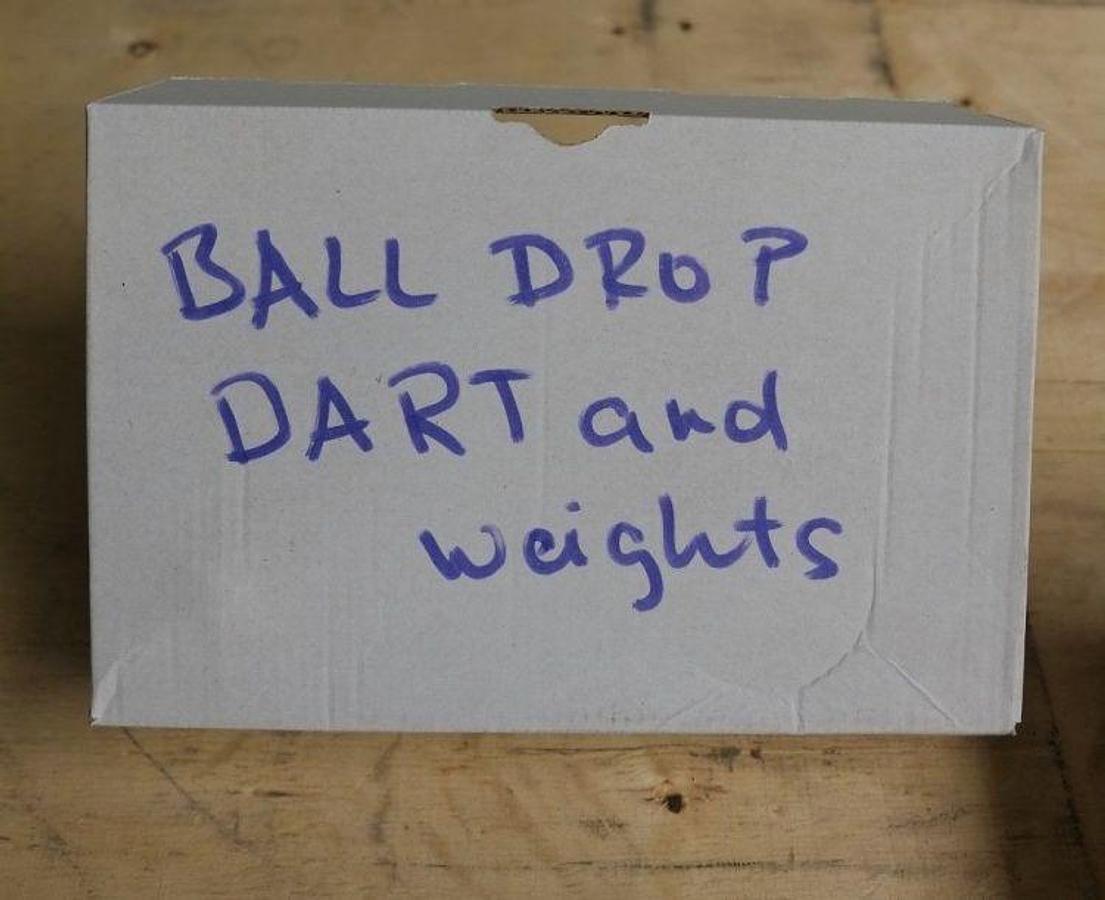 BALL DROP
DART and
weights